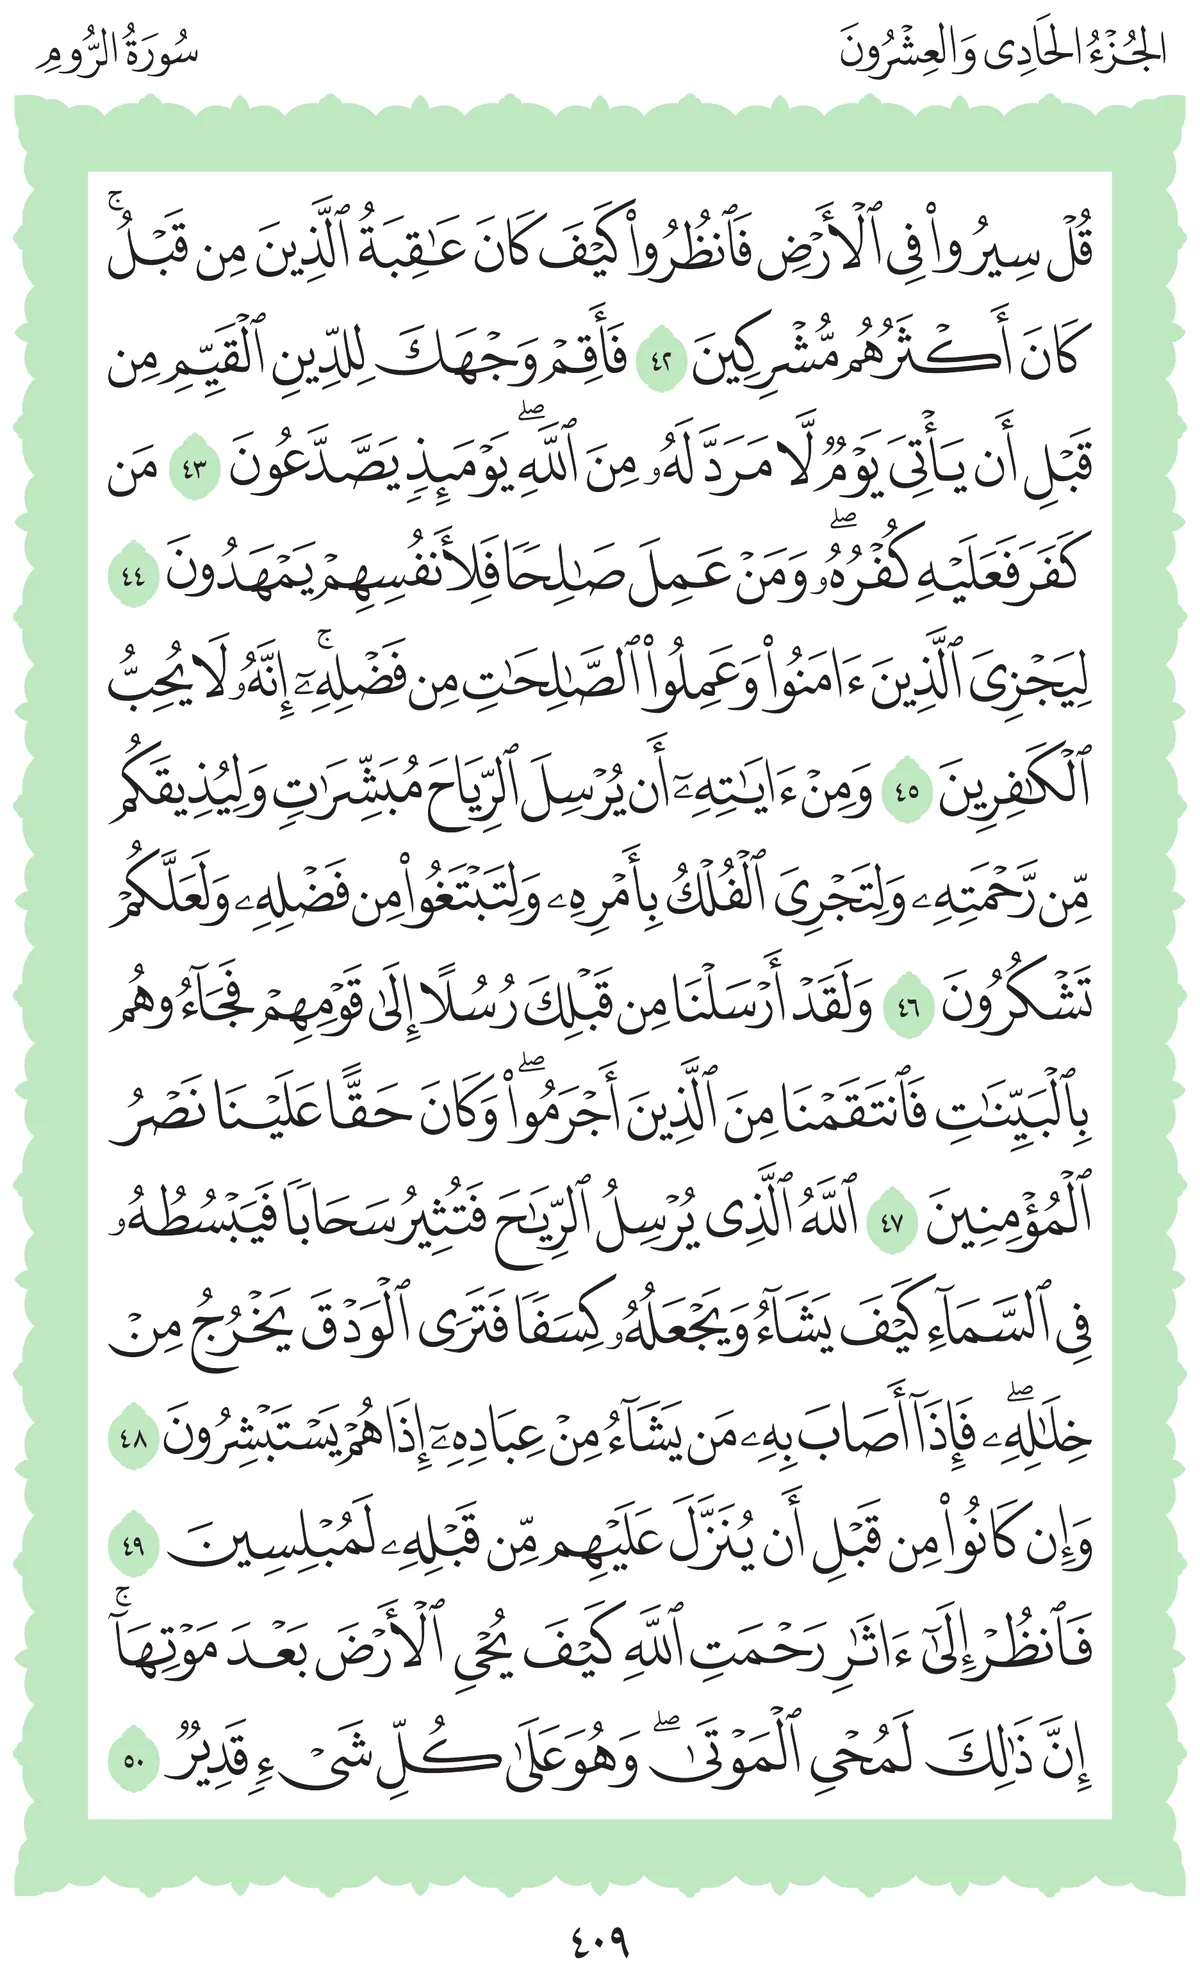 الجُزْءُ الحَادِى وَالعِشْرُونَ
سُورَةُ الرُّومِ
قُلْ سِيرُوا۟ فِى ٱلْأَرْضِ فَٱنظُرُوا۟ كَيْفَ كَانَ عَـٰقِبَةُ ٱلَّذِينَ مِن قَبْلُ ۚ
كَانَ أَكْثَرُهُم مُّشْرِكِينَ ٤٢ فَأَقِمْ وَجْهَكَ لِلدِّينِ ٱلْقَيِّمِ مِن
قَبْلِ أَن يَأْتِىَ يَوْمٌ لَّا مَرَدَّ لَهُۥ مِنَ ٱللَّهِ ۖ يَوْمَئِذٍ يَصَّدَّعُونَ ٤٣ مَن
كَفَرَ فَعَلَيْهِ كُفْرُهُۥ ۖ وَمَنْ عَمِلَ صَـٰلِحًا فَلِأَنفُسِهِمْ يَمْهَدُونَ ٤٤
لِيَجْزِىَ ٱلَّذِينَ ءَامَنُوا۟ وَعَمِلُوا۟ ٱلصَّـٰلِحَـٰتِ مِن فَضْلِهِۦٓ ۚ إِنَّهُۥ لَا يُحِبُّ
ٱلْكَـٰفِرِينَ ٤٥ وَمِنْ ءَايَـٰتِهِۦٓ أَن يُرْسِلَ ٱلرِّيَاحَ مُبَشِّرَٰتٍ وَلِيُذِيقَكُم
مِّن رَّحْمَتِهِۦ وَلِتَجْرِىَ ٱلْفُلْكُ بِأَمْرِهِۦ وَلِتَبْتَغُوا۟ مِن فَضْلِهِۦ وَلَعَلَّكُمْ
تَشْكُرُونَ ٤٦ وَلَقَدْ أَرْسَلْنَا مِن قَبْلِكَ رُسُلًا إِلَىٰ قَوْمِهِمْ فَجَآءُوهُم
بِٱلْبَيِّنَـٰتِ فَٱنتَقَمْنَا مِنَ ٱلَّذِينَ أَجْرَمُوا۟ ۖ وَكَانَ حَقًّا عَلَيْنَا نَصْرُ
ٱلْمُؤْمِنِينَ ٤٧ ٱللَّهُ ٱلَّذِى يُرْسِلُ ٱلرِّيَـٰحَ فَتُثِيرُ سَحَابًا فَيَبْسُطُهُۥ
فِى ٱلسَّمَآءِ كَيْفَ يَشَآءُ وَيَجْعَلُهُۥ كِسَفًا فَتَرَى ٱلْوَدْقَ يَخْرُجُ مِنْ
خِلَـٰلِهِۦ ۖ فَإِذَآ أَصَابَ بِهِۦ مَن يَشَآءُ مِنْ عِبَادِهِۦٓ إِذَا هُمْ يَسْتَبْشِرُونَ ٤٨
وَإِن كَانُوا۟ مِن قَبْلِ أَن يُنَزَّلَ عَلَيْهِم مِّن قَبْلِهِۦ لَمُبْلِسِينَ ٤٩
فَٱنظُرْ إِلَىٰٓ ءَاثَـٰرِ رَحْمَتِ ٱللَّهِ كَيْفَ يُحْىِ ٱلْأَرْضَ بَعْدَ مَوْتِهَآ ۚ
إِنَّ ذَٰلِكَ لَمُحْىِ ٱلْمَوْتَىٰ ۖ وَهُوَ عَلَىٰ كُلِّ شَىْءٍ قَدِيرٌ ٥٠
٤٠٩